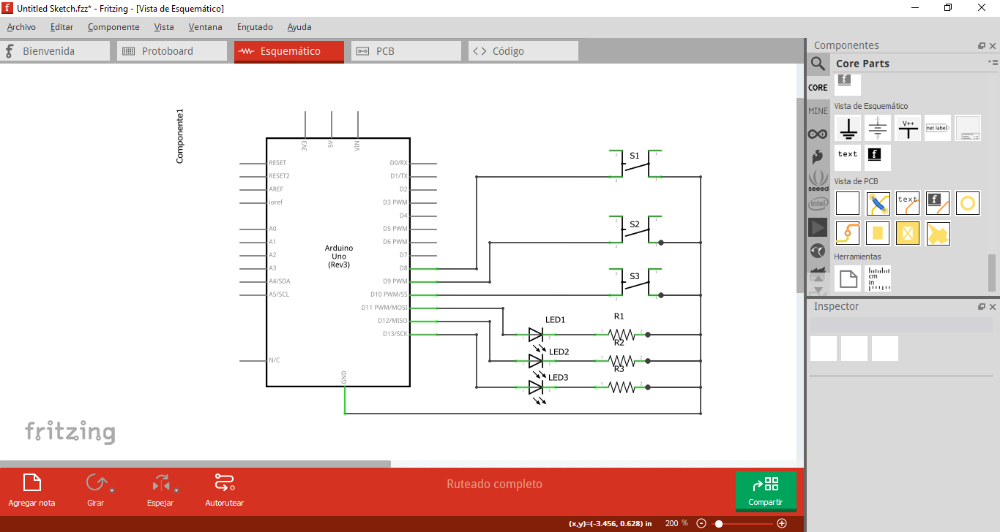 Untitled Sketch.fzz* - Fritzing - [Vista de Esquemático]
Archivo Editar Componente Vista Ventana Enrutado Ayuda
Bienvenida Protoboard Esquemático PCB Código
Componente1
3V3 5V VIN
RESET
RESET2
AREF
ioref
A0
A1
A2
A3
A4/SDA
A5/SCL
N/C
Arduino
Uno
(Rev3)
D0/RX
D1/TX
D2
D3 PWM
D4
D5 PWM
D6 PWM
D7
D8
D9 PWM
D10 PWM/SS
D11 PWM/MOSI
D12/MISO
D13/SCK
GND
S1
S2
S3
LED1 R1
LED2 R2
LED3 R3
fritzing
Componentes
Core Parts
CORE
MINE
seeed
intel
Vista de Esquemático
V++
net label
text
Vista de PCB
text
Herramientas
cm
in
Inspector
Agregar nota Girar Espejar Autorutear
Ruteado completo
Compartir
(x,y)=(-3.456, 0.628) in 200 %